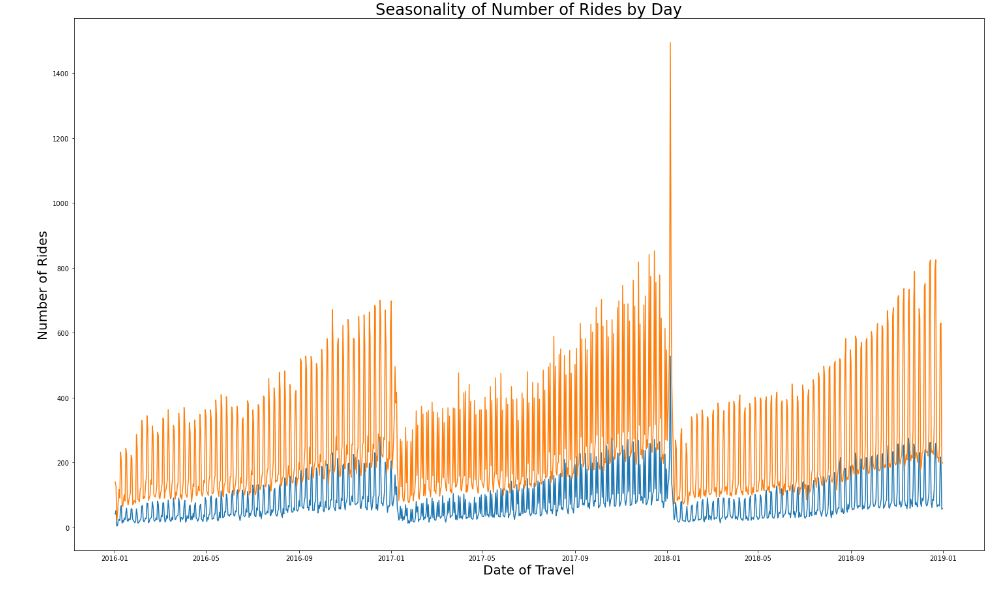 Seasonality of Number of Rides by Day
Number of Rides
1400
1200
1000
800
600
400
200
0
2016-01 2016-05 2016-09 2017-01 2017-05 2017-09 2018-01 2018-05 2018-09 2019-01
Date of Travel